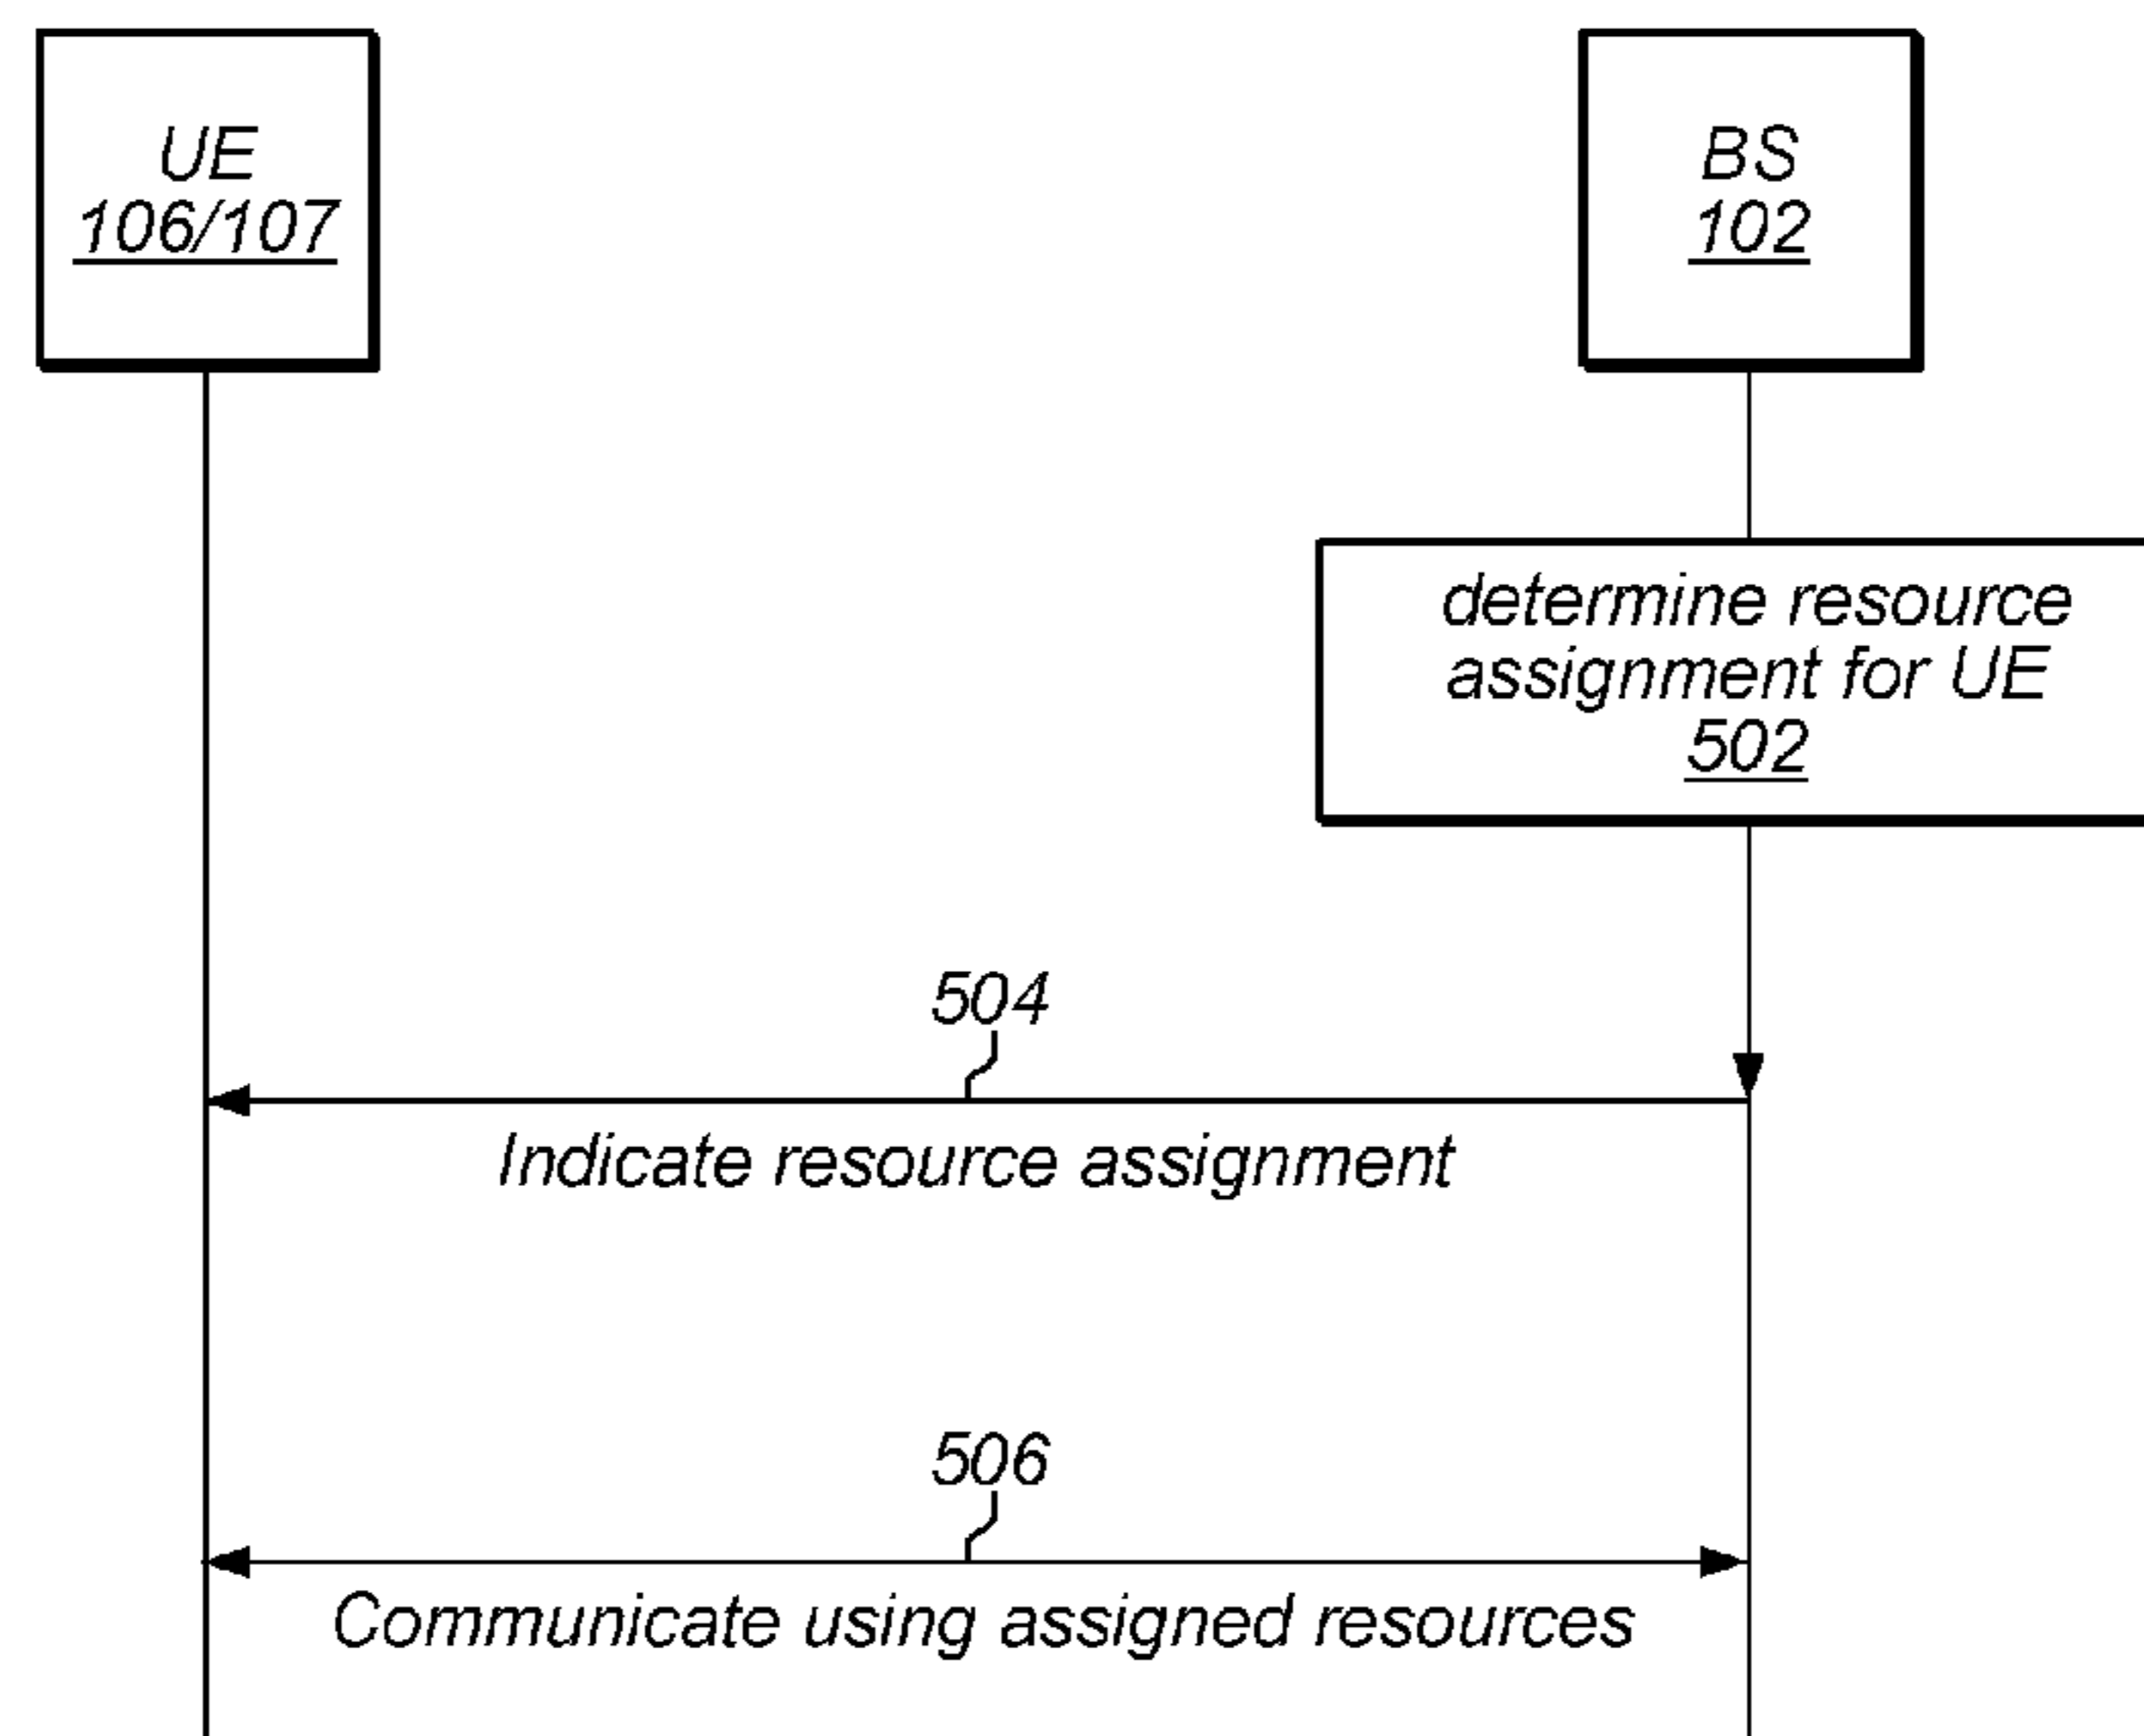 UE
106/107
BS
102
determine resource
assignment for UE
502
504
Indicate resource assignment
506
Communicate using assigned resources